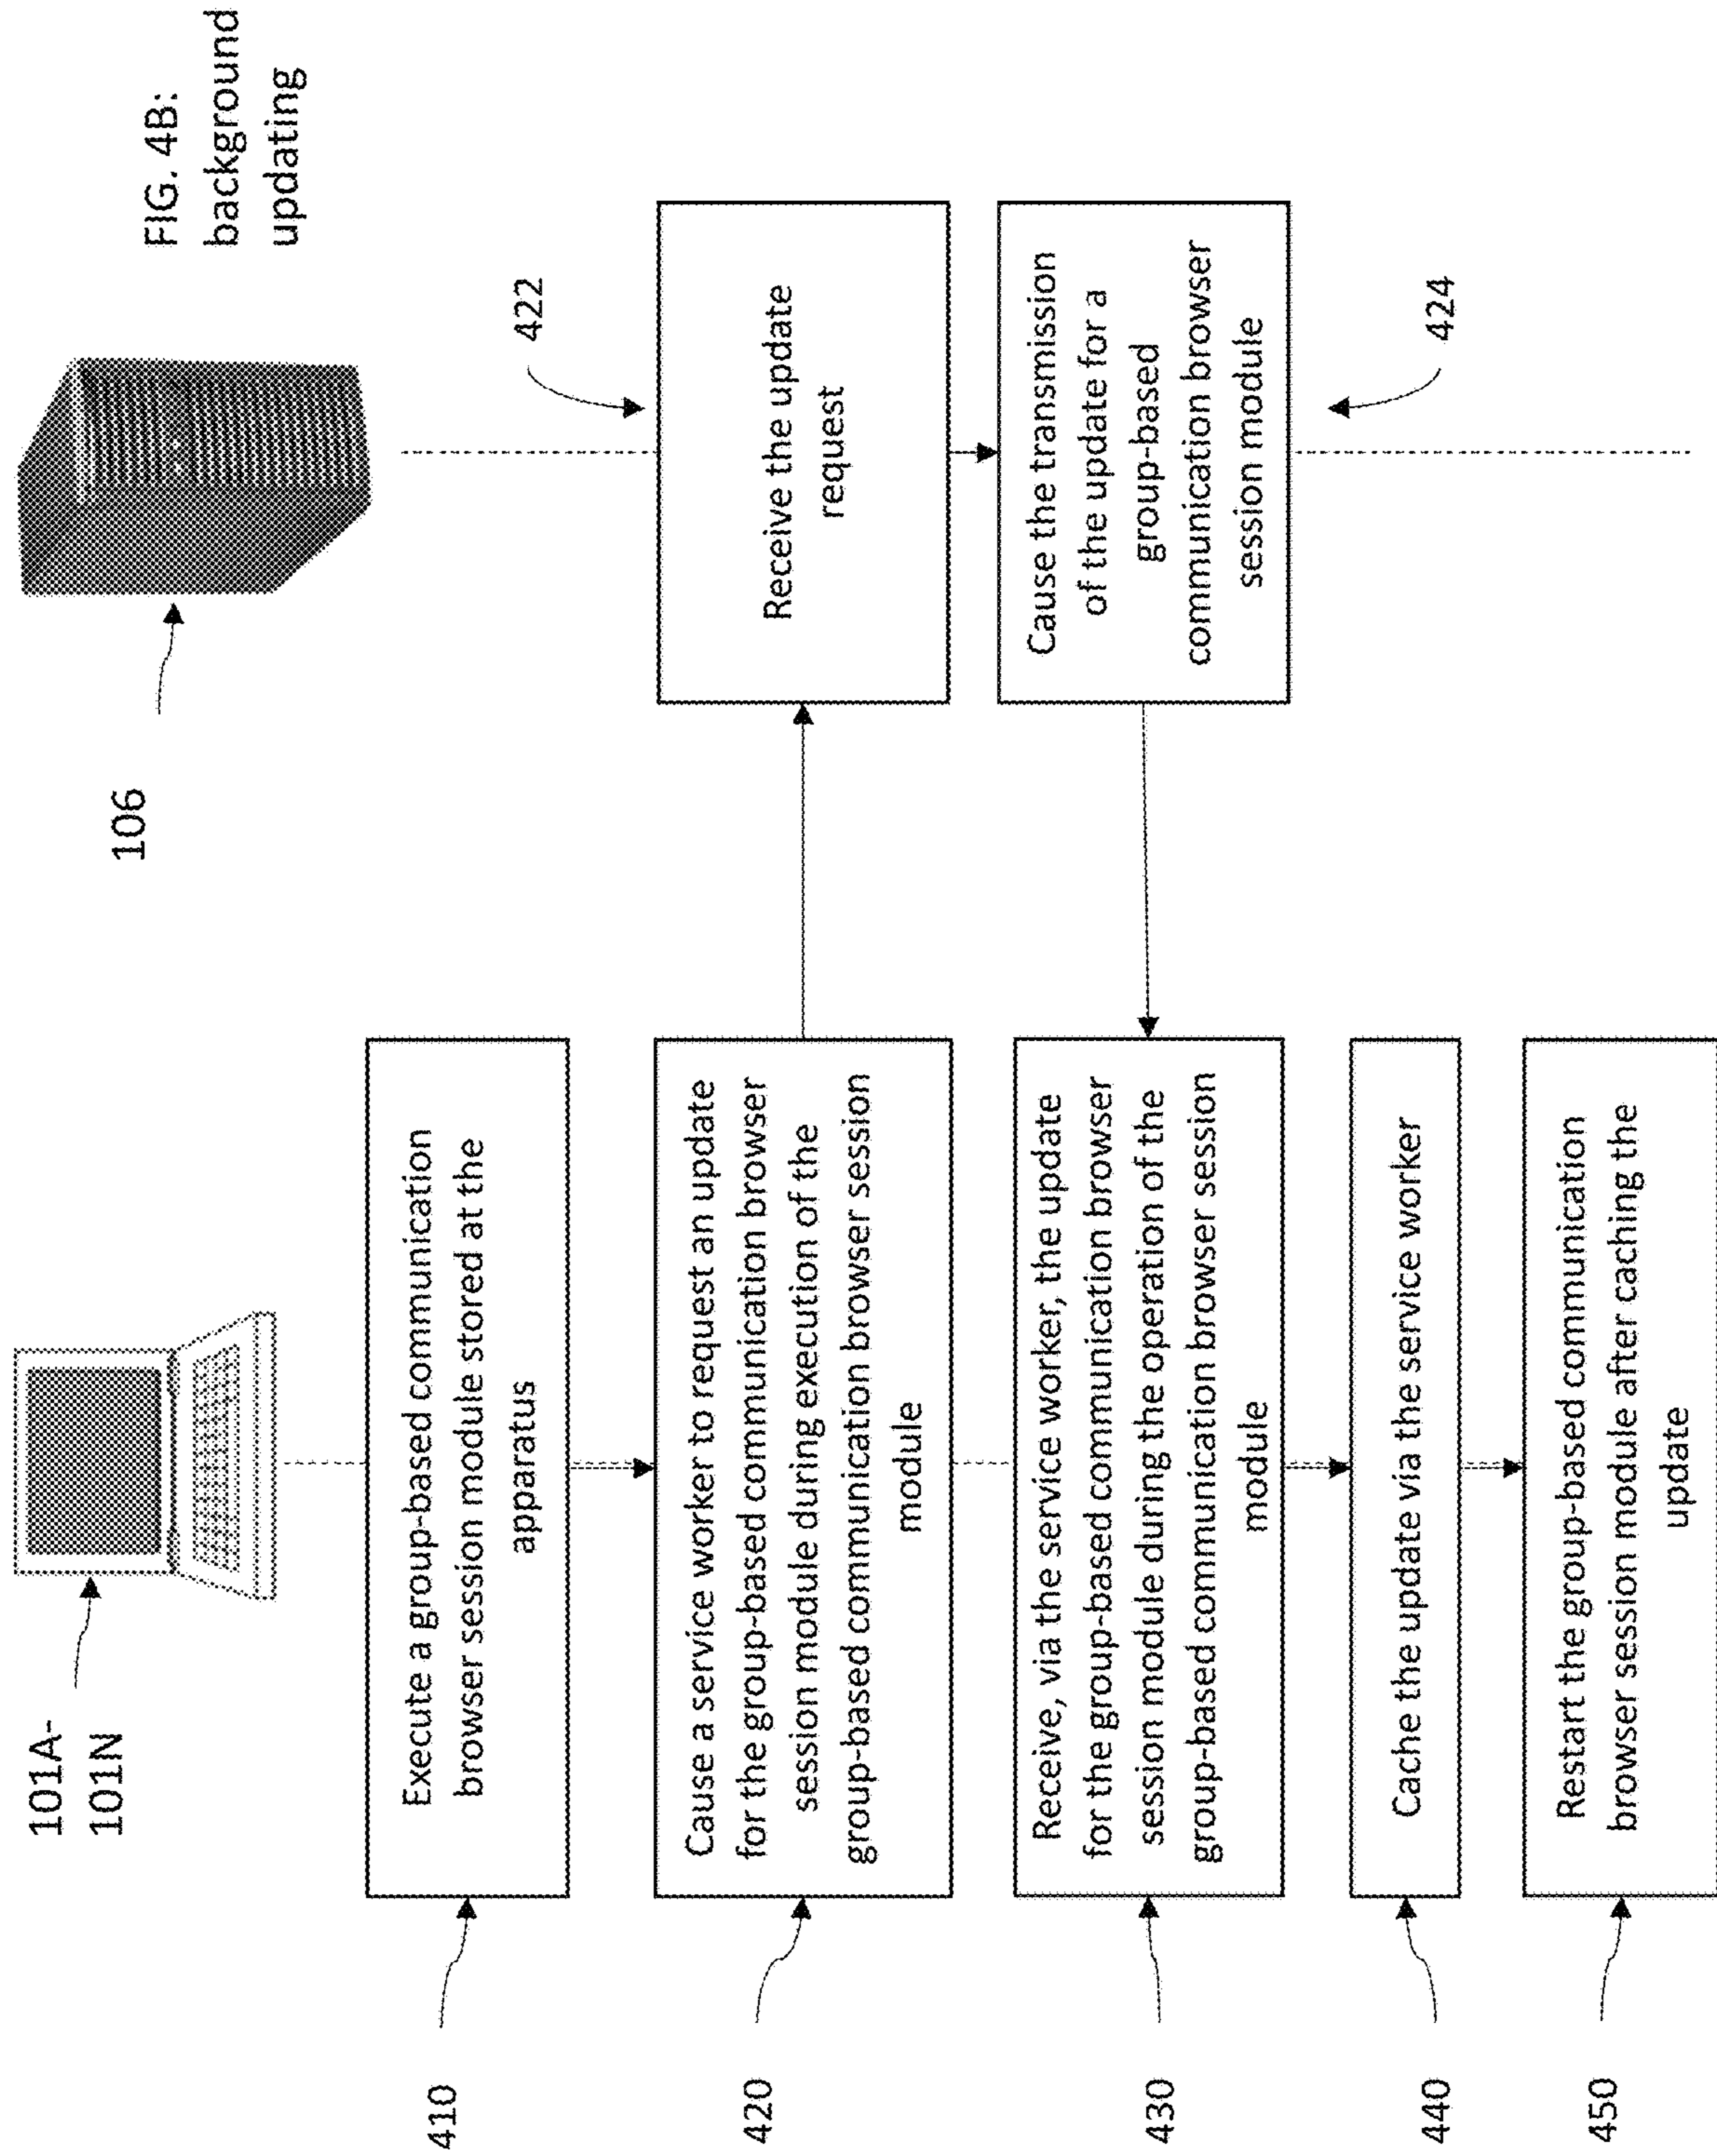 FIG. 4B:
background
updating
101A-
101N
106
410
Execute a group-based communication
browser session module stored at the
apparatus
420
Cause a service worker to request an update
for the group-based communication browser
session module during execution of the
group-based communication browser session
module
422
Receive the update
request
Cause the transmission
of the update for a
group-based
communication browser
session module
424
430
Receive, via the service worker, the update
for the group-based communication browser
session module during the operation of the
group-based communication browser session
module
440
Cache the update via the service worker
450
Restart the group-based communication
browser session module after caching the
update